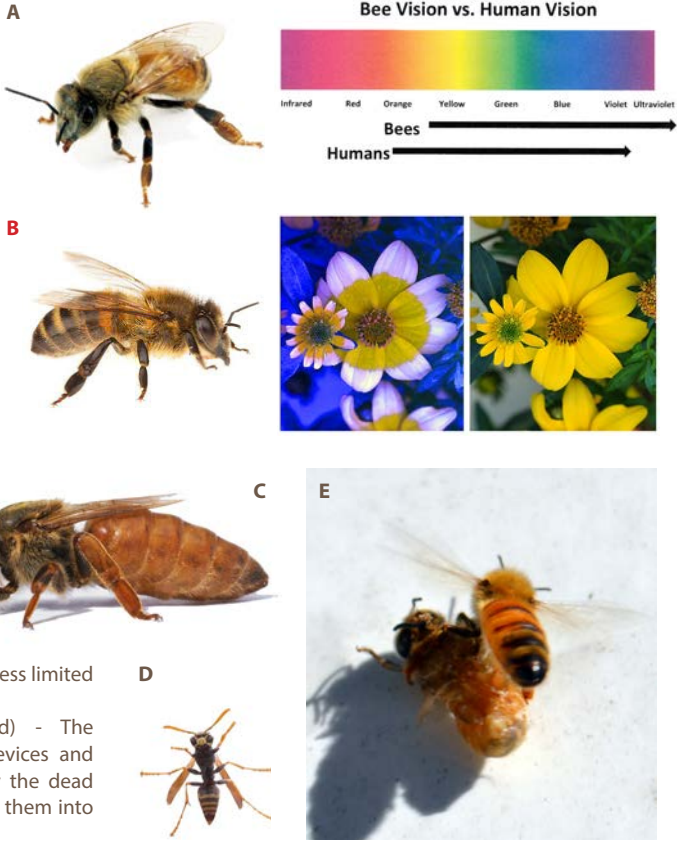 A
Bee Vision vs. Human Vision
Infrared Red Orange Yellow Green Blue Violet Ultraviolet
Bees
Humans
B
C
E
ess limited
D
d) - The
evices and
the dead
them into